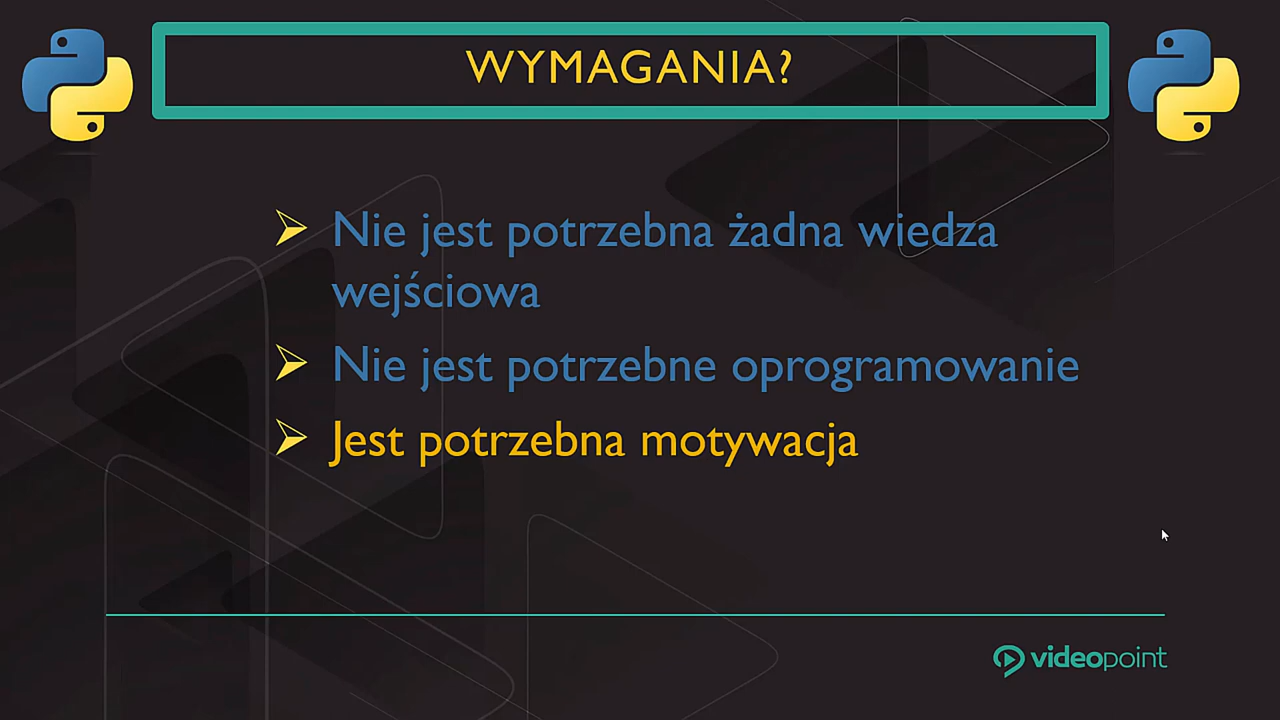 WYMAGANIA?
Nie jest potrzebna żadna wiedza
wejściowa
Nie jest potrzebne oprogramowanie
Jest potrzebna motywacja
videopoint